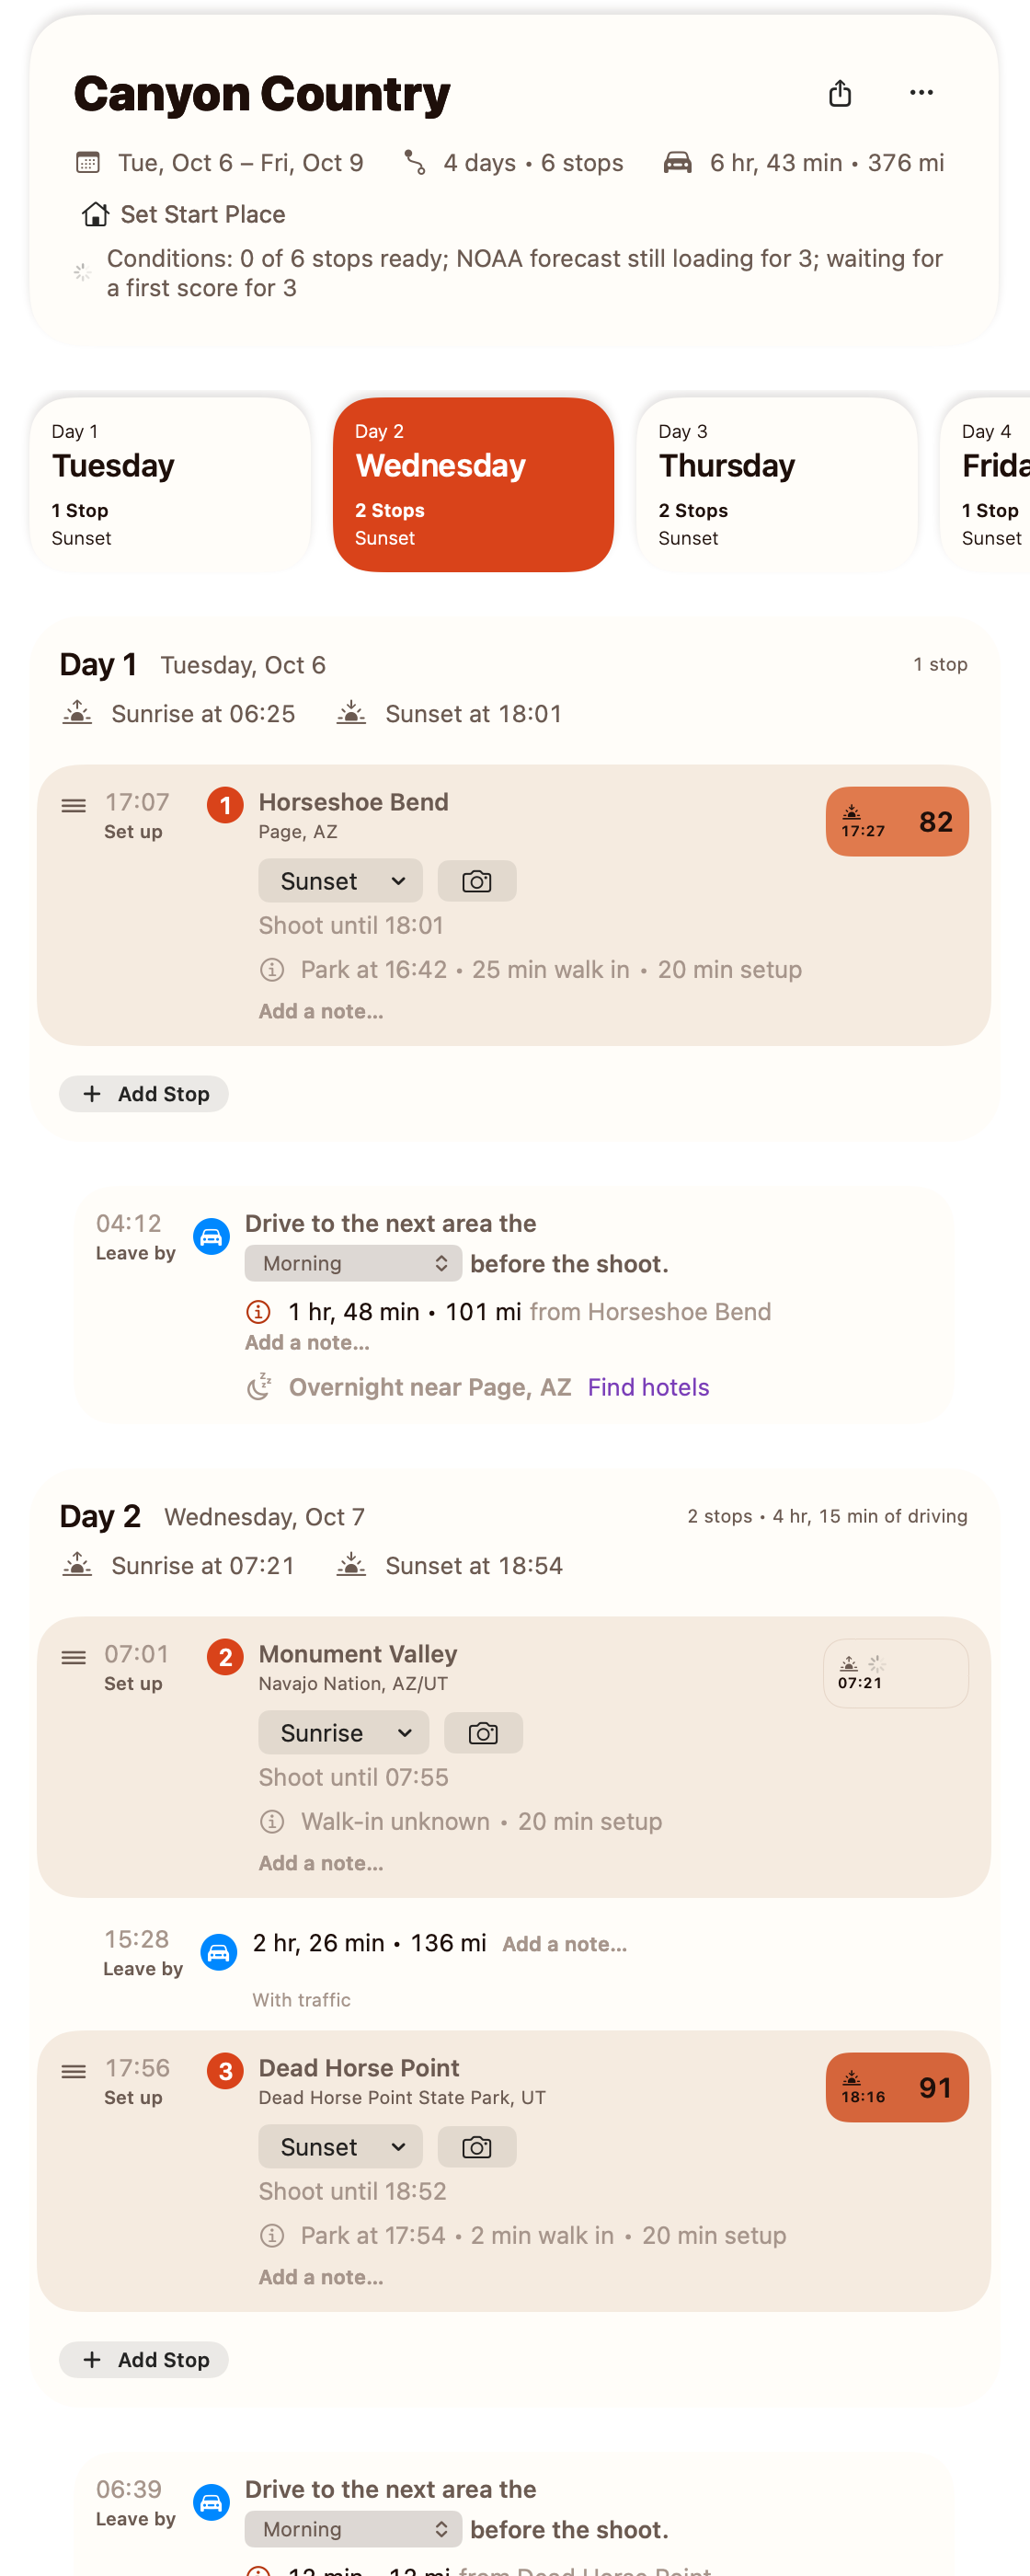 Canyon Country
Tue, Oct 6 – Fri, Oct 9
4 days • 6 stops
6 hr, 43 min • 376 mi
Set Start Place
Conditions: 0 of 6 stops ready; NOAA forecast still loading for 3; waiting for
a first score for 3
Day 1
Tuesday
1 Stop
Sunset
Day 2
Wednesday
2 Stops
Sunset
Day 3
Thursday
2 Stops
Sunset
Day 4
Frida
1 Stop
Sunset
Day 1 Tuesday, Oct 6
1 stop
Sunrise at 06:25
Sunset at 18:01
17:07
Set up
1
Horseshoe Bend
Page, AZ
17:27
82
Sunset
Shoot until 18:01
Park at 16:42 • 25 min walk in • 20 min setup
Add a note...
+ Add Stop
04:12
Leave by
Drive to the next area the
Morning before the shoot.
1 hr, 48 min • 101 mi from Horseshoe Bend
Add a note...
Overnight near Page, AZ Find hotels
Day 2 Wednesday, Oct 7
2 stops • 4 hr, 15 min of driving
Sunrise at 07:21
Sunset at 18:54
07:01
Set up
2
Monument Valley
Navajo Nation, AZ/UT
07:21
Sunrise
Shoot until 07:55
Walk-in unknown • 20 min setup
Add a note...
15:28
Leave by
2 hr, 26 min • 136 mi Add a note...
With traffic
17:56
Set up
3
Dead Horse Point
Dead Horse Point State Park, UT
18:16
91
Sunset
Shoot until 18:52
Park at 17:54 • 2 min walk in • 20 min setup
Add a note...
+ Add Stop
06:39
Leave by
Drive to the next area the
Morning before the shoot.
12 min • 12 mi from Dead Horse Point